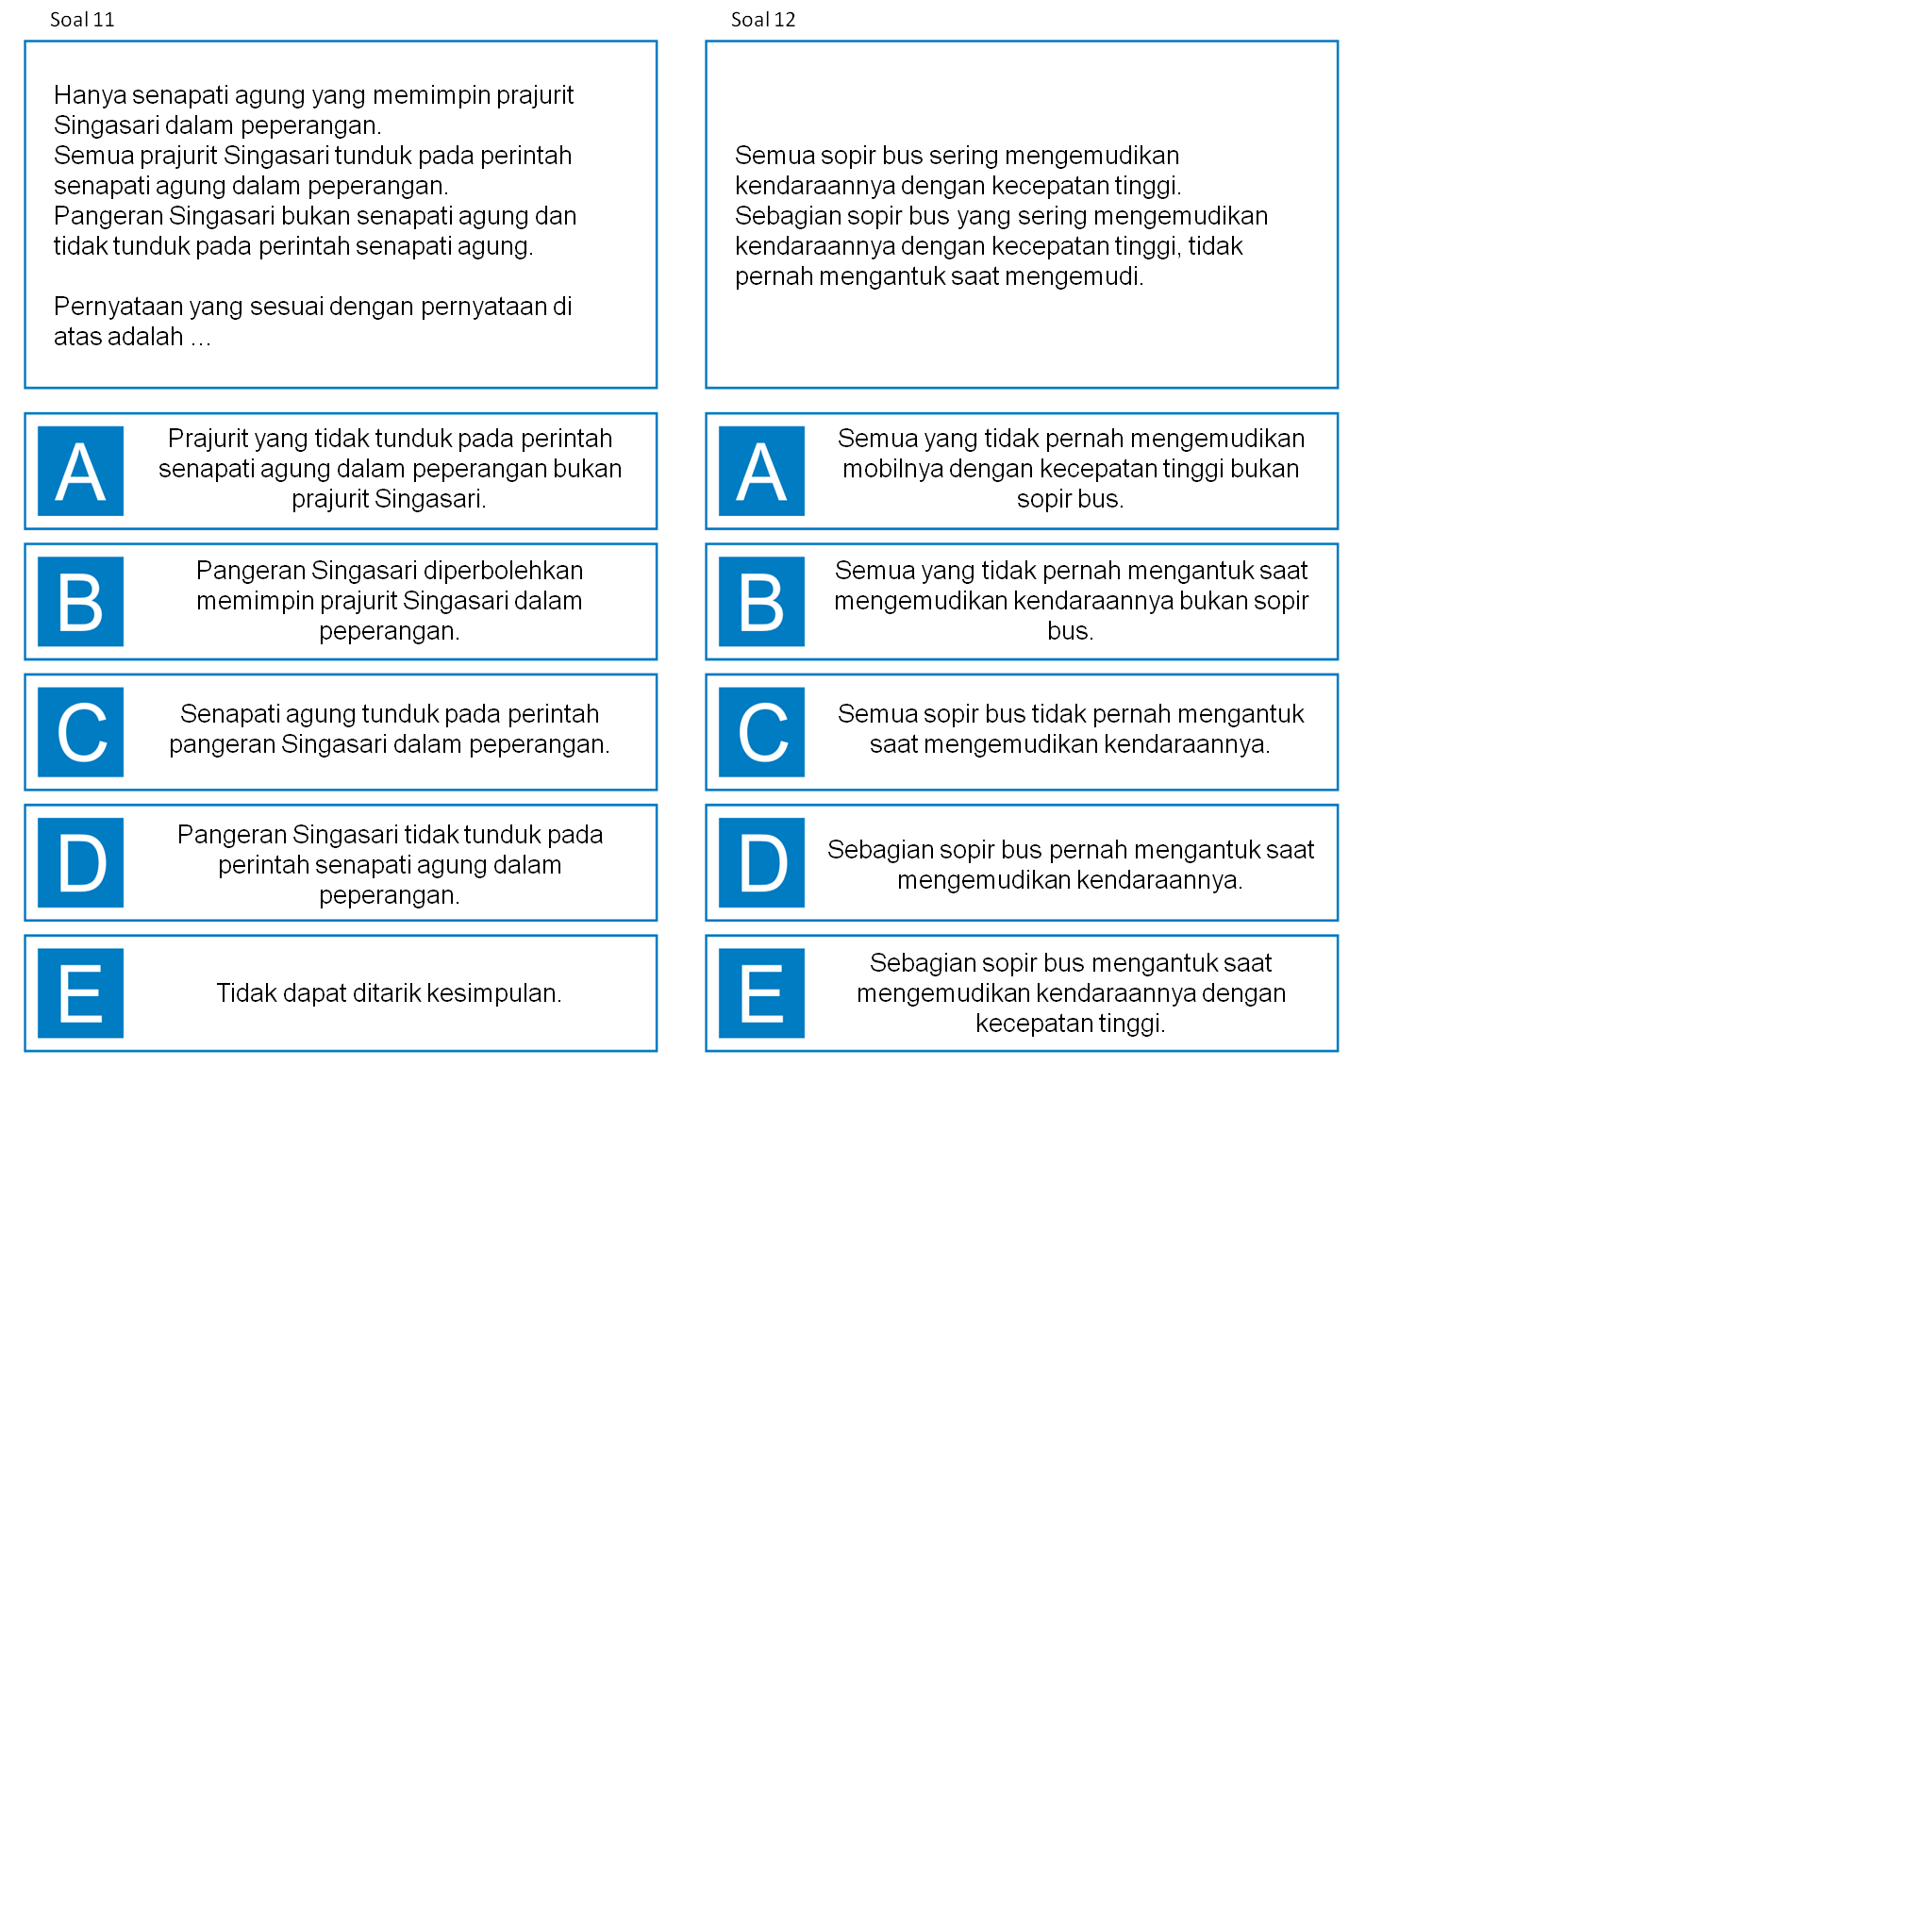 Soal 11
Hanya senapati agung yang memimpin prajurit
Singasari dalam peperangan.
Semua prajurit Singasari tunduk pada perintah
senapati agung dalam peperangan.
Pangeran Singasari bukan senapati agung dan
tidak tunduk pada perintah senapati agung.
Pernyataan yang sesuai dengan pernyataan di
atas adalah ...
A
Prajurit yang tidak tunduk pada perintah
senapati agung dalam peperangan bukan
prajurit Singasari.
B
Pangeran Singasari diperbolehkan
memimpin prajurit Singasari dalam
peperangan.
C
Senapati agung tunduk pada perintah
pangeran Singasari dalam peperangan.
D
Pangeran Singasari tidak tunduk pada
perintah senapati agung dalam
peperangan.
E
Tidak dapat ditarik kesimpulan.
Soal 12
Semua sopir bus sering mengemudikan
kendaraannya dengan kecepatan tinggi.
Sebagian sopir bus yang sering mengemudikan
kendaraannya dengan kecepatan tinggi, tidak
pernah mengantuk saat mengemudi.
A
Semua yang tidak pernah mengemudikan
mobilnya dengan kecepatan tinggi bukan
sopir bus.
B
Semua yang tidak pernah mengantuk saat
mengemudikan kendaraannya bukan sopir
bus.
C
Semua sopir bus tidak pernah mengantuk
saat mengemudikan kendaraannya.
D
Sebagian sopir bus pernah mengantuk saat
mengemudikan kendaraannya.
E
Sebagian sopir bus mengantuk saat
mengemudikan kendaraannya dengan
kecepatan tinggi.